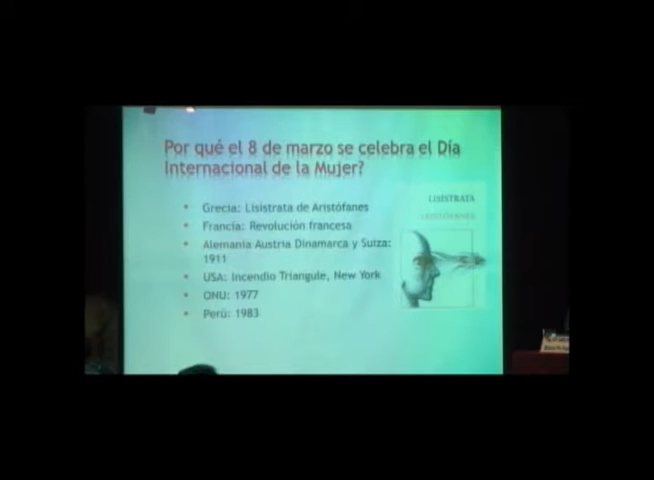 Por qué el 8 de marzo se celebra el Día
Internacional de la Mujer?
Grecia: Lisístrata de Aristófanes
Francia: Revolución francesa
Alemania Austria Dinamarca y Suiza:
1911
USA: Incendio Triangule, New York
ONU: 1977
Perú: 1983
LISISTRATA